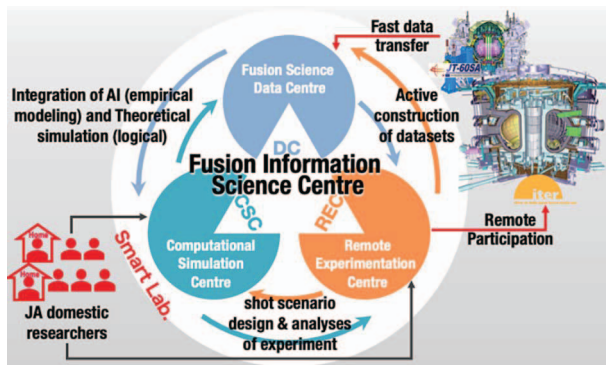 Fast data
transfer
JT-60SA
Fusion Science
Data Centre
Integration of AI (empirical
modeling) and Theoretical
simulation (logical)
Active
construction
of datasets
DC
Fusion Information
Science Centre
CSC
REC
iter
Computational
Simulation
Centre
Remote
Experimentation
Centre
Remote
Participation
Home
Home
Smart Lab.
JA domestic
researchers
shot scenario
design & analyses
of experiment